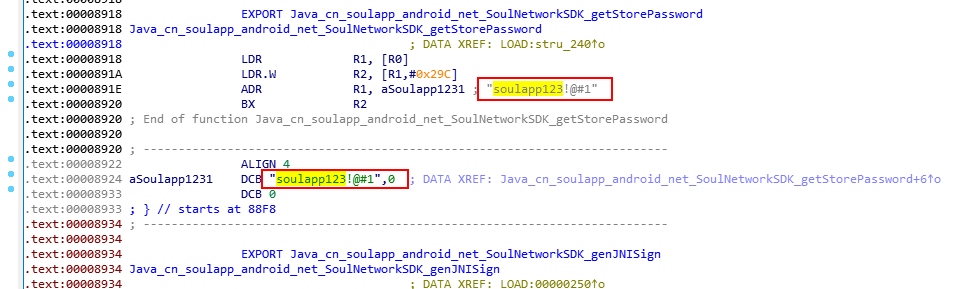 .text:00008918
.text:00008918 EXPORT Java_cn_soulapp_android_net_SoulNetworkSDK_getStorePassword
.text:00008918 Java_cn_soulapp_android_net_SoulNetworkSDK_getStorePassword
.text:00008918 ; DATA XREF: LOAD:stru_240↑o
.text:00008918 LDR R1, [R0]
.text:0000891A LDR.W R2, [R1,#0x29C]
.text:0000891E ADR R1, aSoulapp1231 ; "soulapp123!@#1"
.text:00008920 BX R2
.text:00008920 ; End of function Java_cn_soulapp_android_net_SoulNetworkSDK_getStorePassword
.text:00008920
.text:00008920 ; ---------------------------------------------------------------------------
.text:00008922 ALIGN 4
.text:00008924 aSoulapp1231 DCB "soulapp123!@#1",0 ; DATA XREF: Java_cn_soulapp_android_net_SoulNetworkSDK_getStorePassword+6↑o
.text:00008933 DCB 0
.text:00008933 ; } // starts at 88F8
.text:00008934 ; ---------------------------------------------------------------------------
.text:00008934
.text:00008934 EXPORT Java_cn_soulapp_android_net_SoulNetworkSDK_genJNISign
.text:00008934 Java_cn_soulapp_android_net_SoulNetworkSDK_genJNISign
.text:00008934 ; DATA XREF: LOAD:00000250↑o